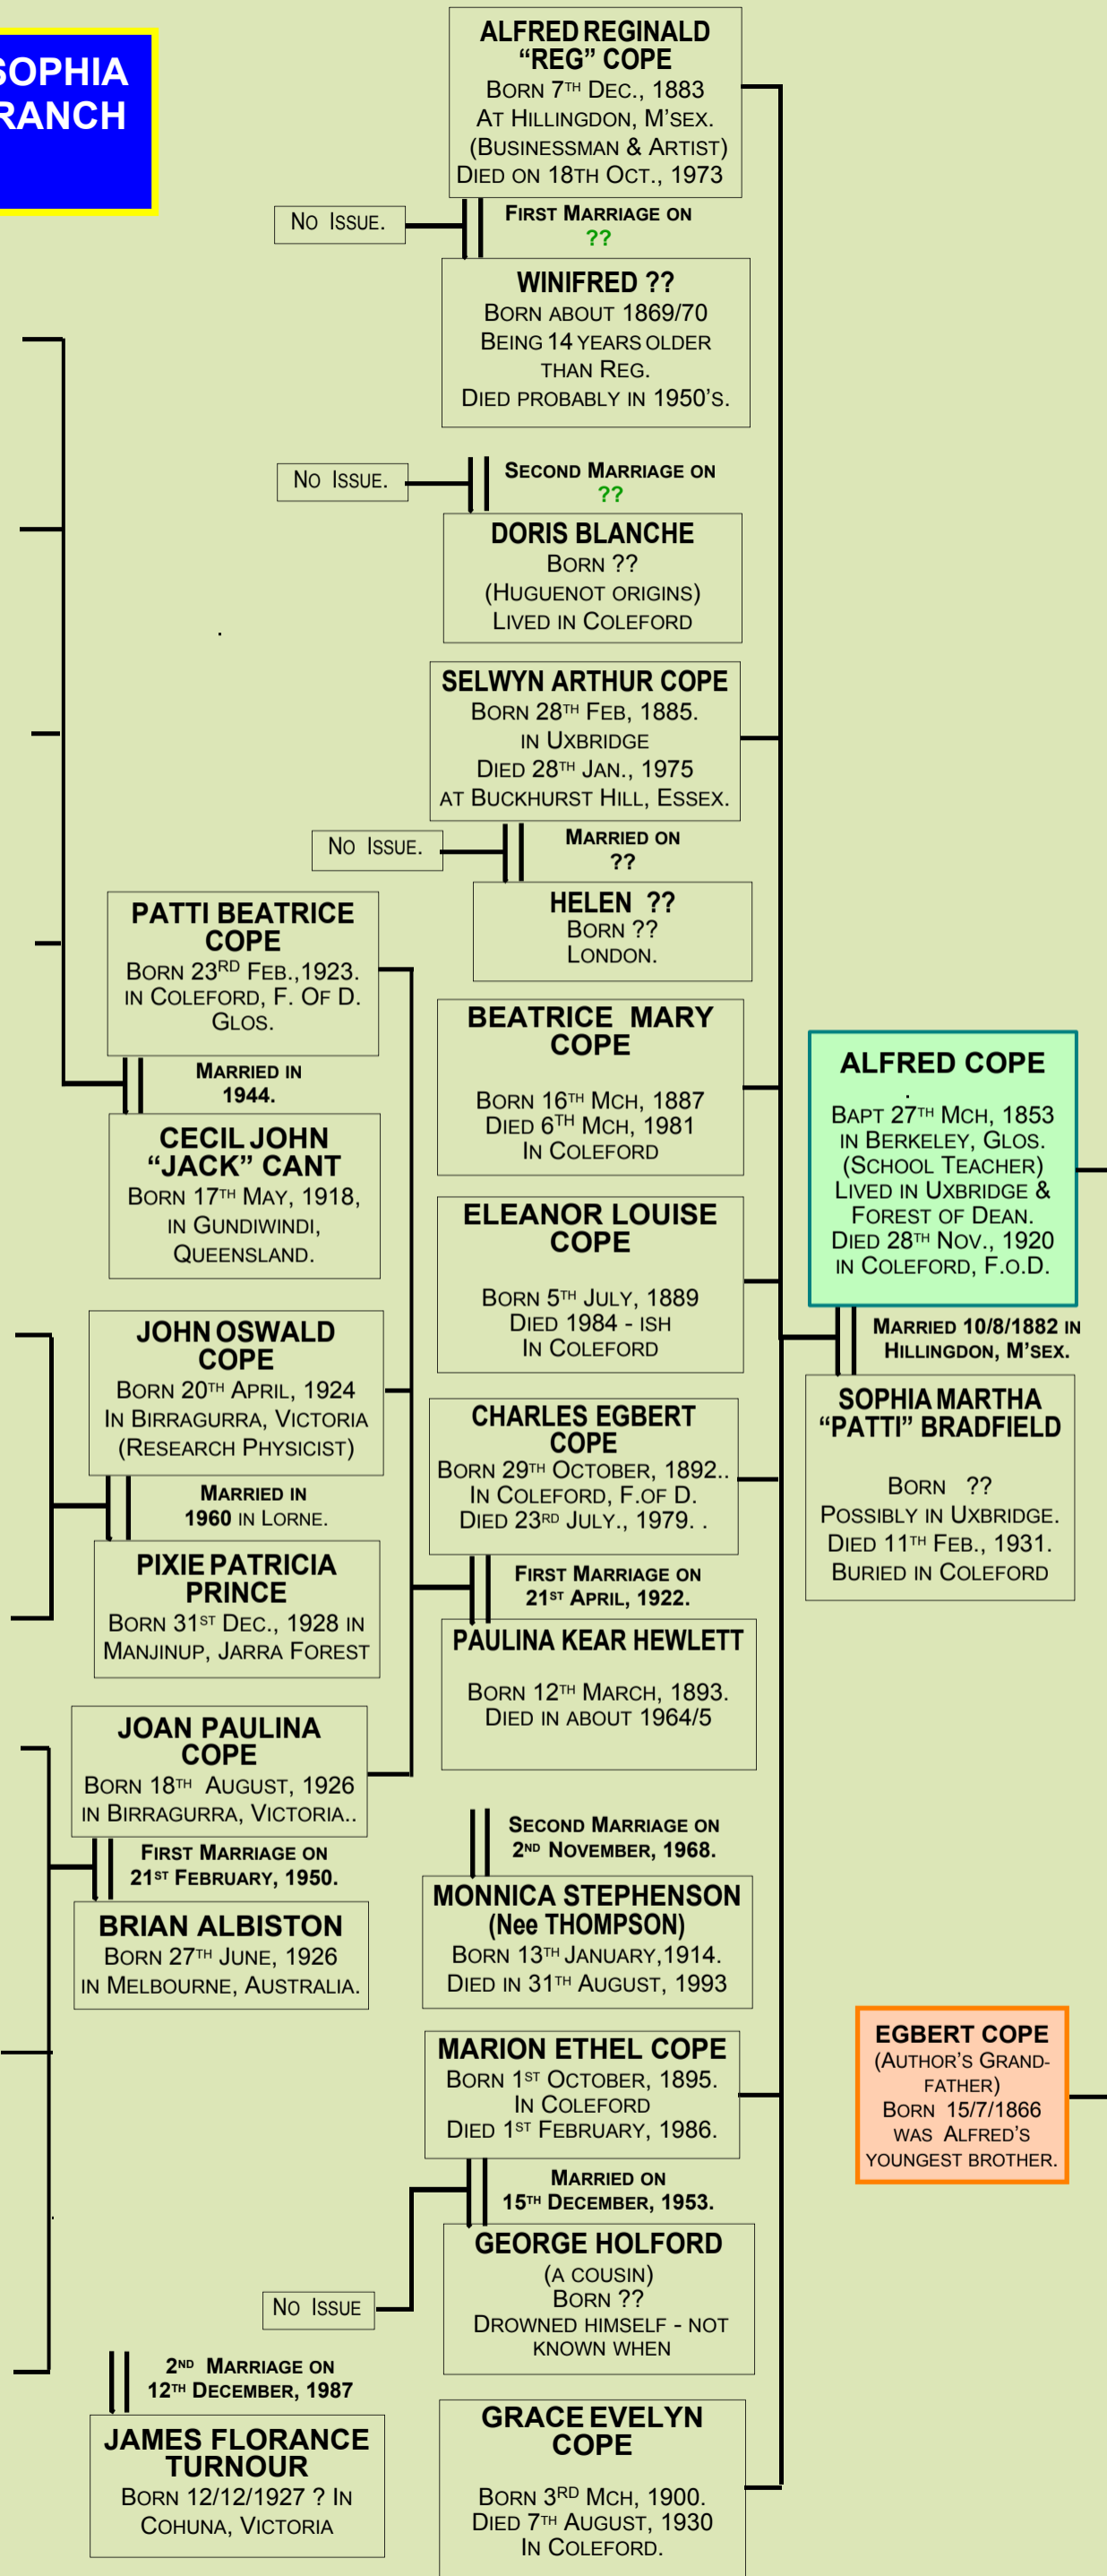 SOPHIA
RANCH
ALFRED REGINALD
“REG” COPE
BORN 7TH DEC., 1883
AT HILLINGDON, M’SEX.
(BUSINESSMAN & ARTIST)
DIED ON 18TH OCT., 1973
NO ISSUE.
FIRST MARRIAGE ON
??
WINIFRED ??
BORN ABOUT 1869/70
BEING 14 YEARS OLDER
THAN REG.
DIED PROBABLY IN 1950’S.
NO ISSUE.
SECOND MARRIAGE ON
??
DORIS BLANCHE
BORN ??
(HUGUENOT ORIGINS)
LIVED IN COLEFORD
SELWYN ARTHUR COPE
BORN 28TH FEB, 1885.
IN UXBRIDGE
DIED 28TH JAN., 1975
AT BUCKHURST HILL, ESSEX.
NO ISSUE.
MARRIED ON
??
HELEN ??
BORN ??
LONDON.
PATTI BEATRICE
COPE
BORN 23RD FEB.,1923.
IN COLEFORD, F. OF D.
GLOS.
MARRIED IN
1944.
CECIL JOHN
“JACK” CANT
BORN 17TH MAY, 1918,
IN GUNDIWINDI,
QUEENSLAND.
BEATRICE MARY
COPE
BORN 16TH MCH, 1887
DIED 6TH MCH, 1981
IN COLEFORD
ELEANOR LOUISE
COPE
BORN 5TH JULY, 1889
DIED 1984 - ISH
IN COLEFORD
ALFRED COPE
BAPT 27TH MCH, 1853
IN BERKELEY, GLOS.
(SCHOOL TEACHER)
LIVED IN UXBRIDGE &
FOREST OF DEAN.
DIED 28TH NOV., 1920
IN COLEFORD, F.O.D.
MARRIED 10/8/1882 IN
HILLINGDON, M’SEX.
SOPHIA MARTHA
“PATTI” BRADFIELD
BORN ??
POSSIBLY IN UXBRIDGE.
DIED 11TH FEB., 1931.
BURIED IN COLEFORD
JOHN OSWALD
COPE
BORN 20TH APRIL, 1924
IN BIRRAGURRA, VICTORIA
(RESEARCH PHYSICIST)
MARRIED IN
1960 IN LORNE.
PIXIE PATRICIA
PRINCE
BORN 31ST DEC., 1928 IN
MANJINUP, JARRA FOREST
CHARLES EGBERT
COPE
BORN 29TH OCTOBER, 1892..
IN COLEFORD, F.OF D.
DIED 23RD JULY., 1979. .
FIRST MARRIAGE ON
21ST APRIL, 1922.
PAULINA KEAR HEWLETT
BORN 12TH MARCH, 1893.
DIED IN ABOUT 1964/5
JOAN PAULINA
COPE
BORN 18TH AUGUST, 1926
IN BIRRAGURRA, VICTORIA..
FIRST MARRIAGE ON
21ST FEBRUARY, 1950.
BRIAN ALBISTON
BORN 27TH JUNE, 1926
IN MELBOURNE, AUSTRALIA.
SECOND MARRIAGE ON
2ND NOVEMBER, 1968.
MONNICA STEPHENSON
(Nee THOMPSON)
BORN 13TH JANUARY,1914.
DIED IN 31TH AUGUST, 1993
EGBERT COPE
(AUTHOR’S GRAND-
FATHER)
BORN 15/7/1866
WAS ALFRED’S
YOUNGEST BROTHER.
MARION ETHEL COPE
BORN 1ST OCTOBER, 1895.
IN COLEFORD
DIED 1ST FEBRUARY, 1986.
MARRIED ON
15TH DECEMBER, 1953.
GEORGE HOLFORD
(A COUSIN)
BORN ??
DROWNED HIMSELF - NOT
KNOWN WHEN
NO ISSUE
2ND MARRIAGE ON
12TH DECEMBER, 1987
JAMES FLORANCE
TURNOUR
BORN 12/12/1927 ? IN
COHUNA, VICTORIA
GRACE EVELYN
COPE
BORN 3RD MCH, 1900.
DIED 7TH AUGUST, 1930
IN COLEFORD.